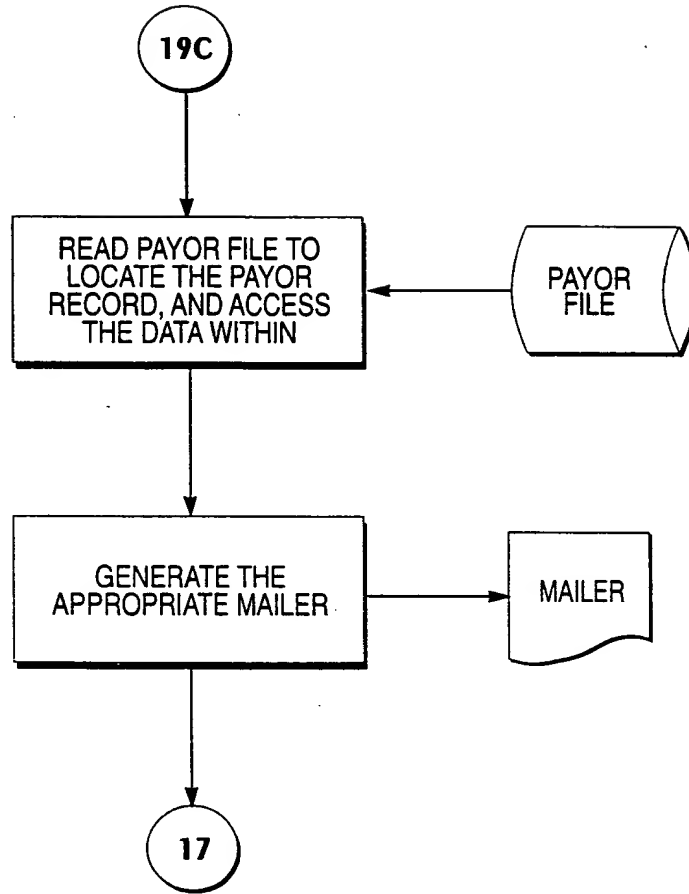 19C
READ PAYOR FILE TO
LOCATE THE PAYOR
RECORD, AND ACCESS
THE DATA WITHIN
PAYOR
FILE
GENERATE THE
APPROPRIATE MAILER
MAILER
17